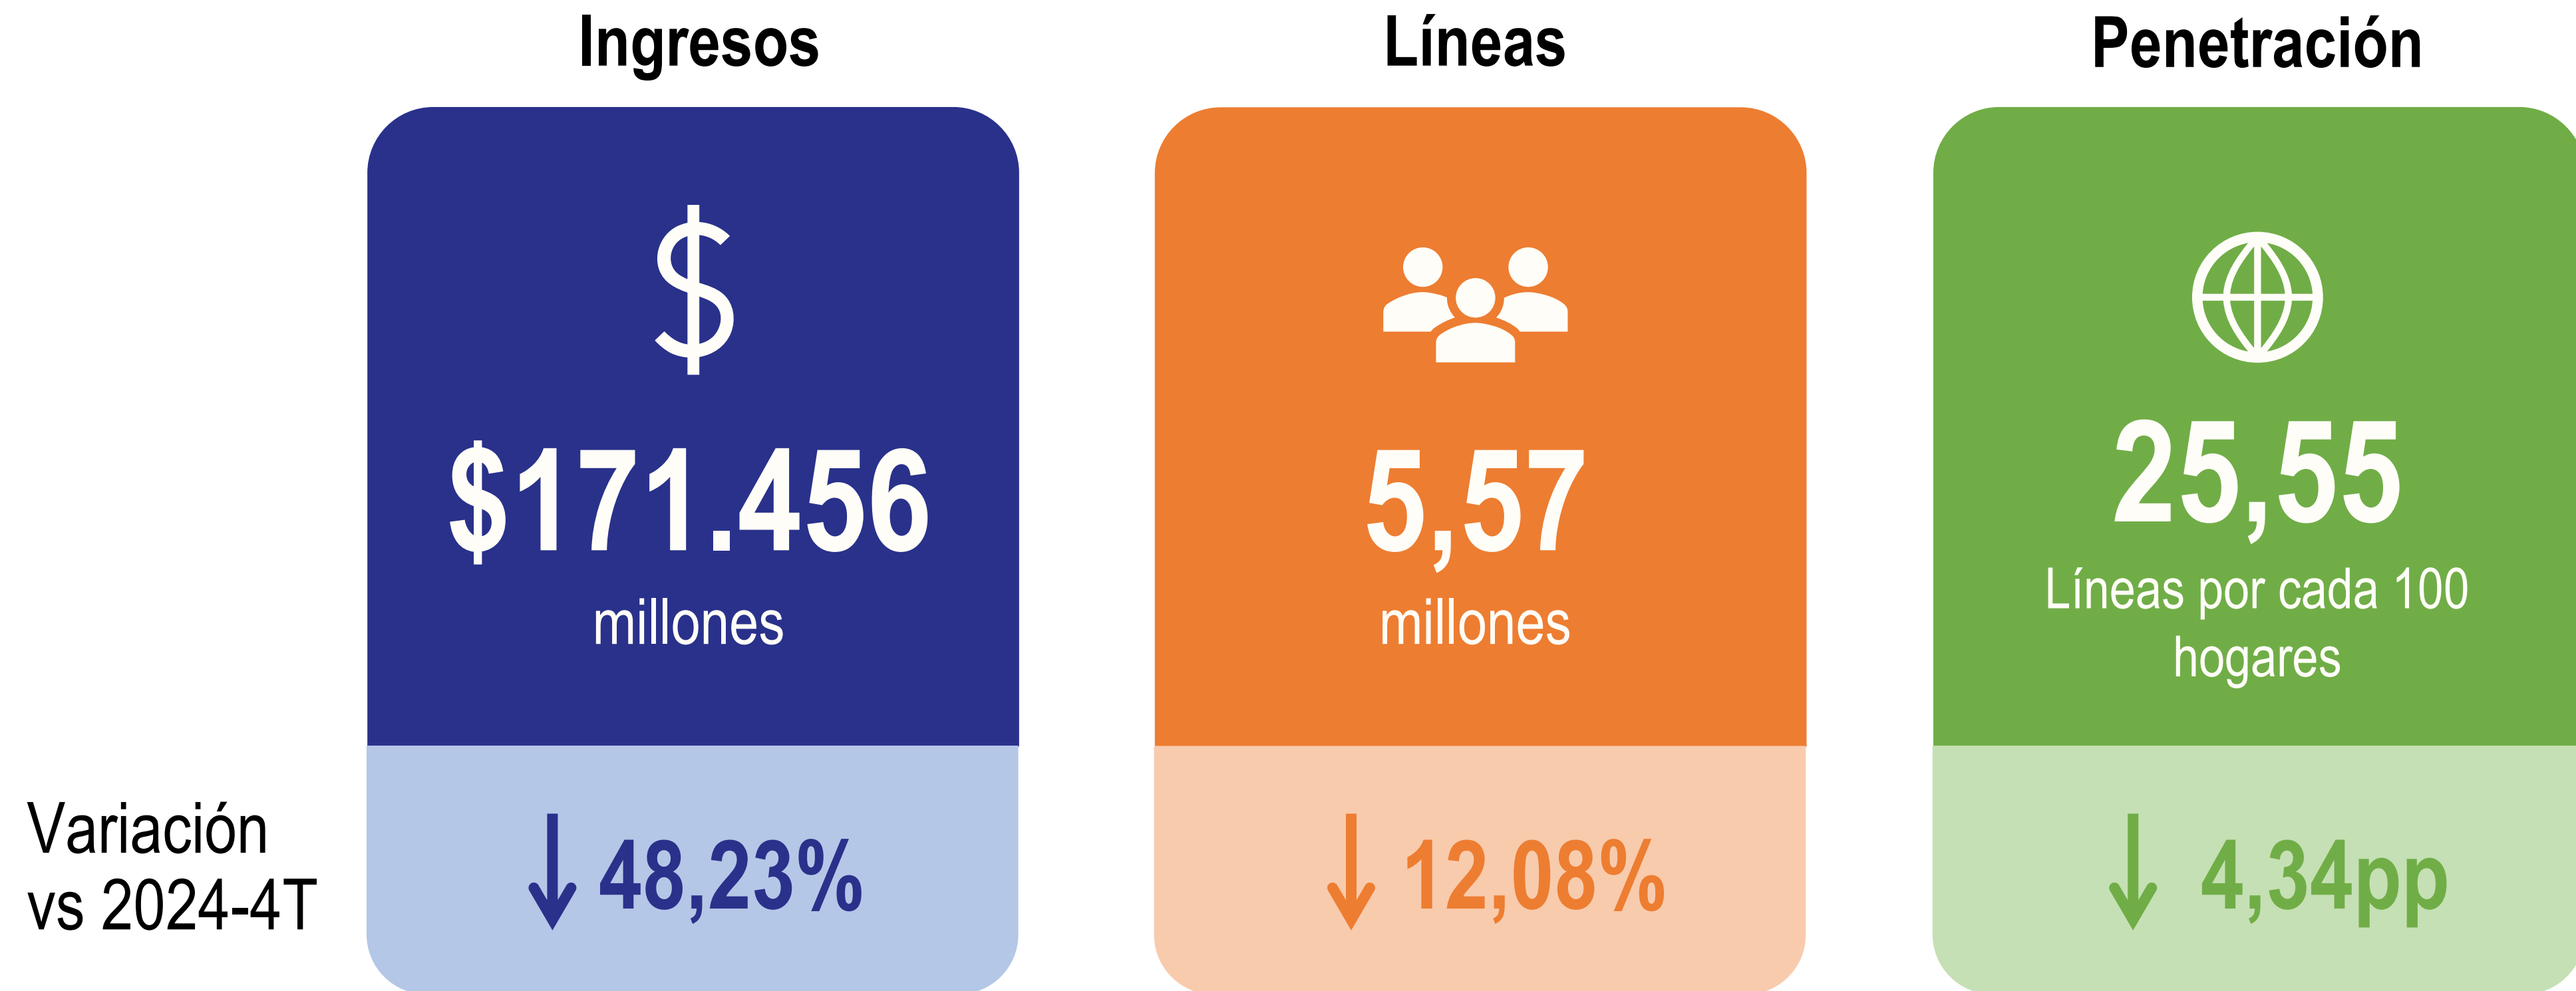 Ingresos
$171.456
millones
Líneas
5,57
millones
Penetración
25,55
Líneas por cada 100
hogares
Variación
vs 2024-4T
48,23%
12,08%
4,34pp